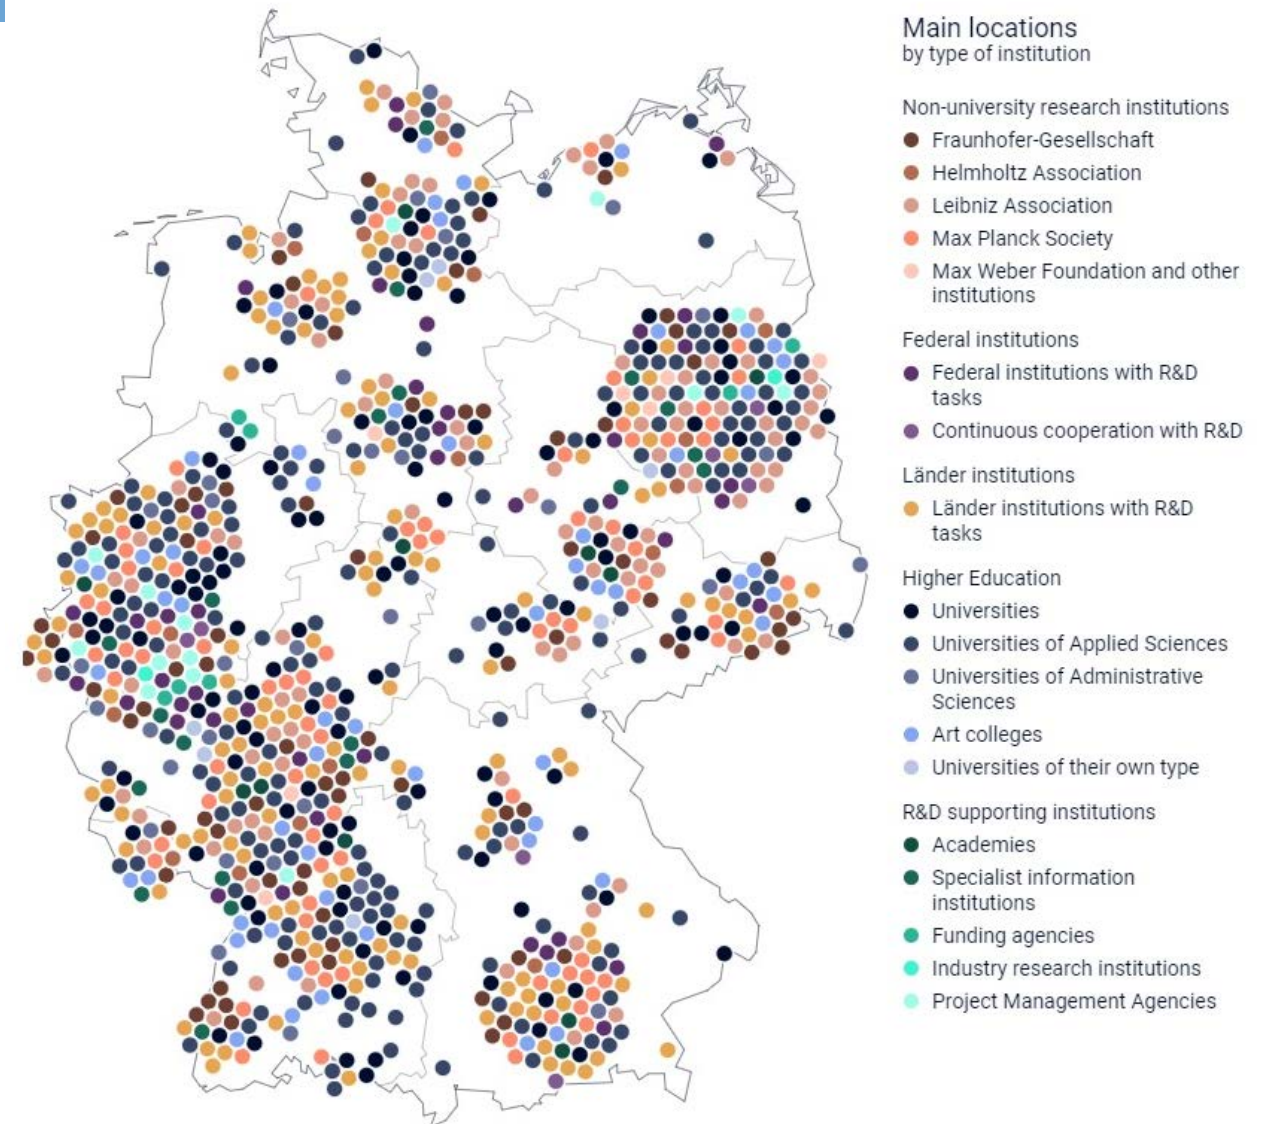 Main locations
by type of institution
Non-university research institutions
Fraunhofer-Gesellschaft
Helmholtz Association
Leibniz Association
Max Planck Society
Max Weber Foundation and other
institutions
Federal institutions
Federal institutions with R&D
tasks
Continuous cooperation with R&D
Länder institutions
Länder institutions with R&D
tasks
Higher Education
Universities
Universities of Applied Sciences
Universities of Administrative
Sciences
Art colleges
Universities of their own type
R&D supporting institutions
Academies
Specialist information
institutions
Funding agencies
Industry research institutions
Project Management Agencies